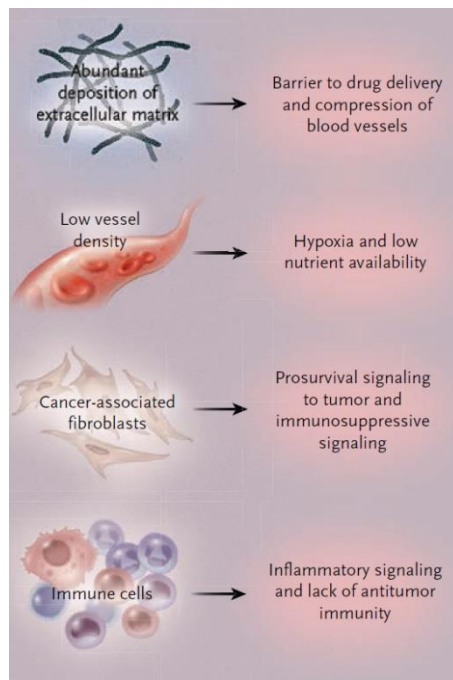 Abundant
deposition of
extracellular matrix
Barrier to drug delivery
and compression of
blood vessels
Low vessel
density
Hypoxia and low
nutrient availability
Cancer-associated
fibroblasts
Prosurvival signaling
to tumor and
immunosuppressive
signaling
Immune cells
Inflammatory signaling
and lack of antitumor
immunity